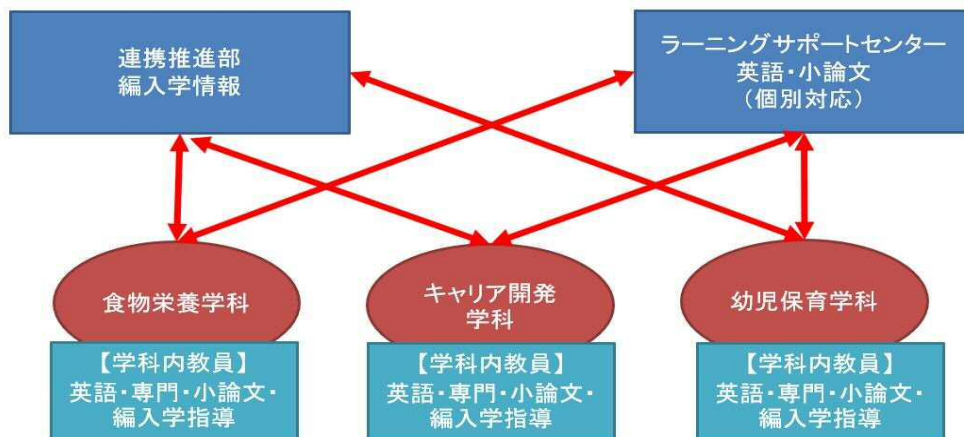 連携推進部
編入学情報
ラーニングサポートセンター
英語・小論文
（個別対応）
食物栄養学科
キャリア開発
学科
幼児保育学科
【学科内教員】
英語・専門・小論文・
編入学指導
【学科内教員】
英語・専門・小論文・
編入学指導
【学科内教員】
英語・専門・小論文・
編入学指導